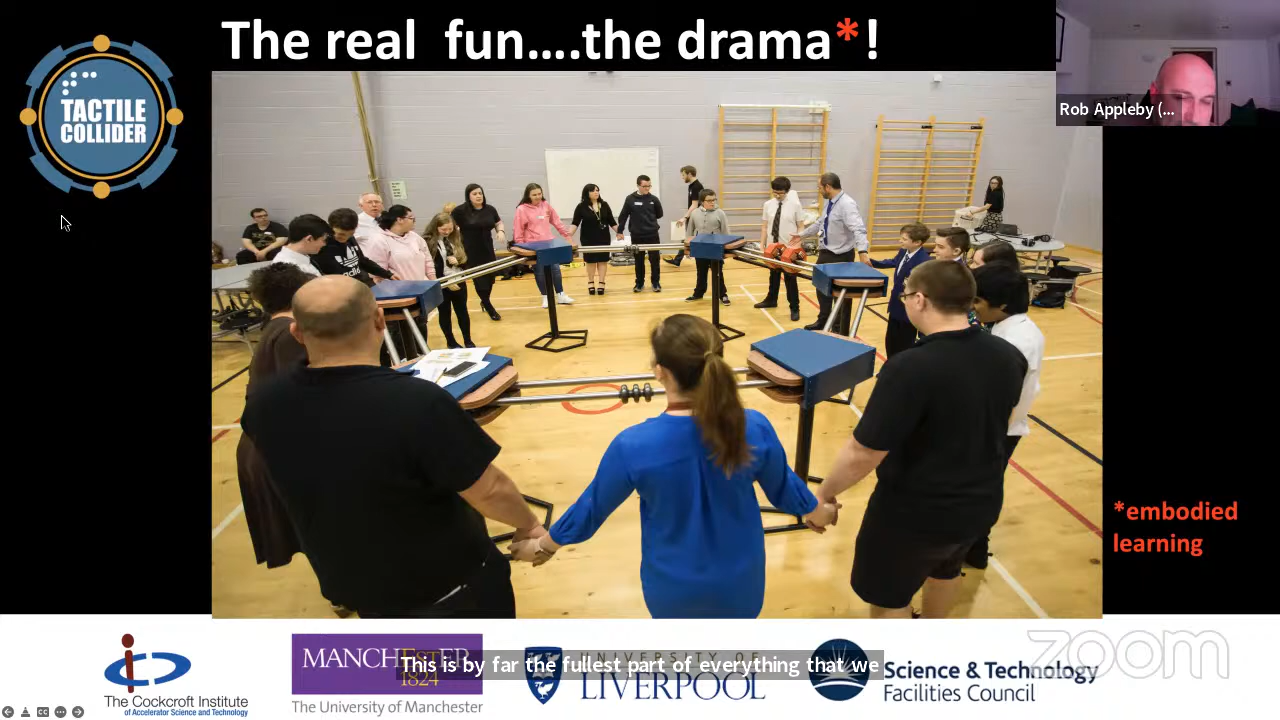 The real fun....the drama*!
TACTILE
COLLIDER
Rob Appleby (...
*embodied
learning
This is by far the fullest part of everything that we
The Cockcroft Institute
of Accelerator Science and Technology
MANCHESTER
1824
The University of Manchester
UNIVERSITY OF
LIVERPOOL
Science & Technology
Facilities Council
zoom